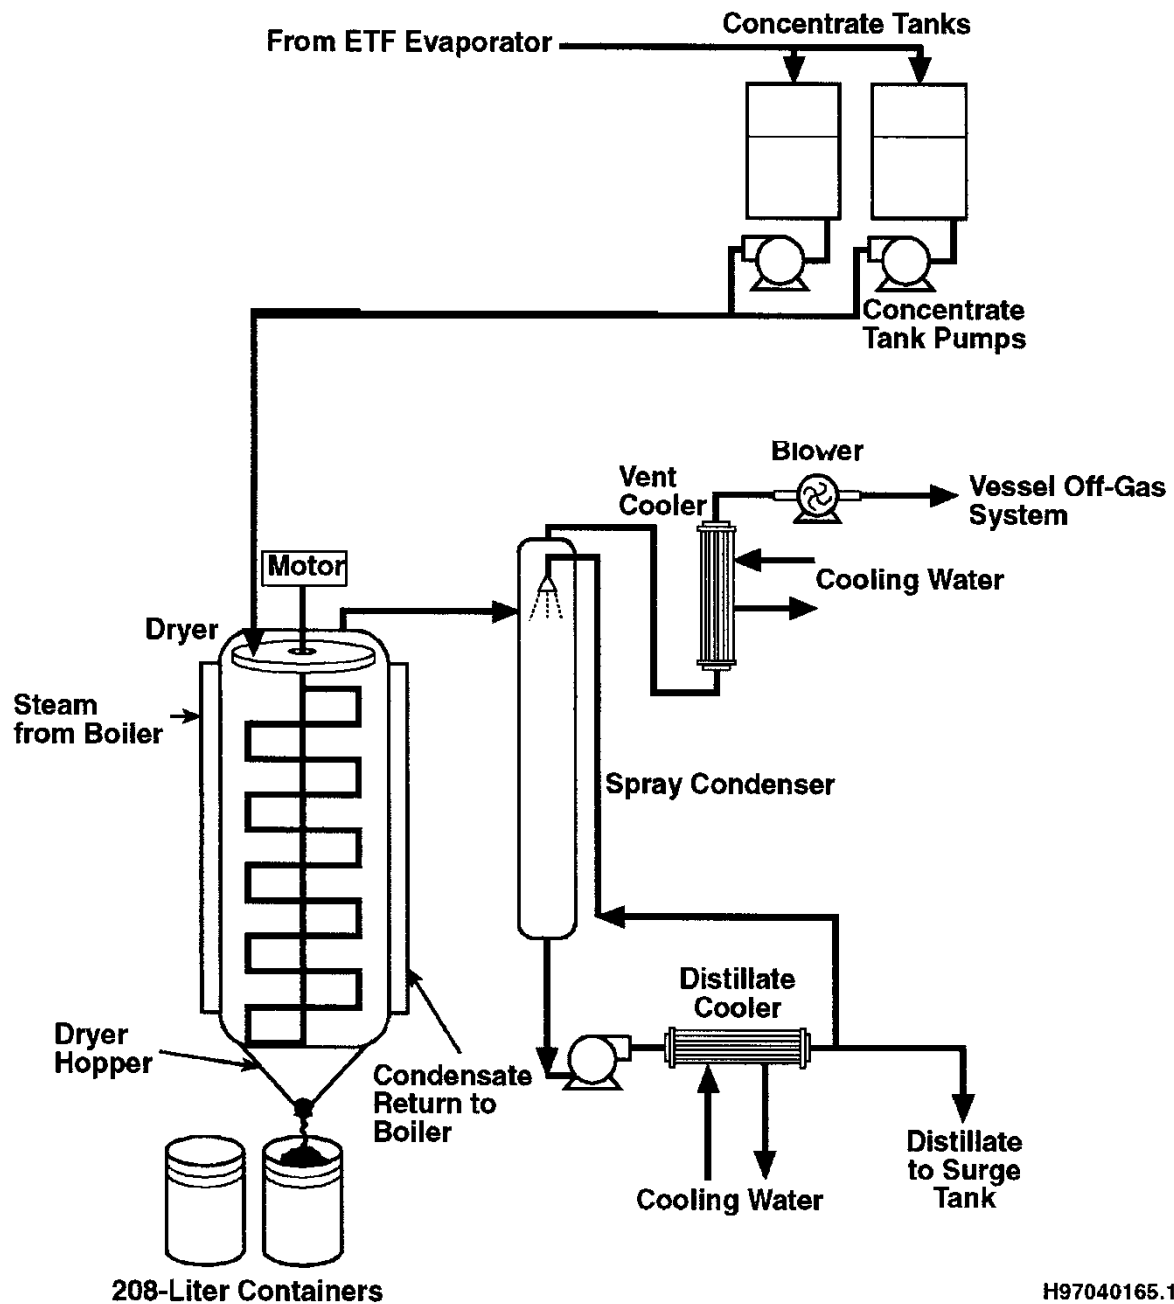 Concentrate Tanks
From ETF Evaporator
Concentrate
Tank Pumps
Blower
Vent
Cooler
Vessel Off-Gas
System
Motor
Cooling Water
Dryer
Steam
from Boiler
Spray Condenser
Distillate
Cooler
Dryer
Hopper
Condensate
Return to
Boiler
Distillate
to Surge
Tank
Cooling Water
208-Liter Containers
H97040165.1